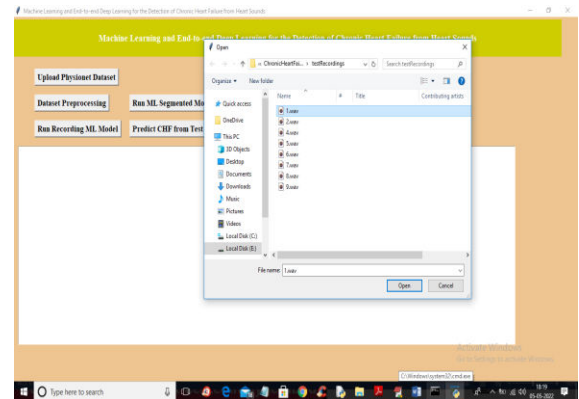 Machine Learning and End-to-end Deep Learning for the Detection of Chronic Heart Failure from Heart Sounds
Machine Learning and End-to-end Deep Learning for the Detection of Chronic Heart Failure from Heart Sounds
Open
ChronicHeartFai... › testRecordings
Search testRecordings
Organize
New folder
Upload Physionet Dataset
Dataset Preprocessing
Run ML Segmented Mo
Run Recording ML Model
Predict CHF from Test
Quick access
OneDrive
This PC
3D Objects
Desktop
Documents
Downloads
Music
Pictures
Videos
Local Disk (C:)
Local Disk (E:)
Name
#
Title
Contributing artists
1.wav
2.wav
4.wav
5.wav
6.wav
7.wav
8.wav
9.wav
File name:
1.wav
Open
Cancel
Activate Windows
Go to Settings to activate Windows.
C:\Windows\system32\cmd.exe
Type here to search
18:19
05-05-2022